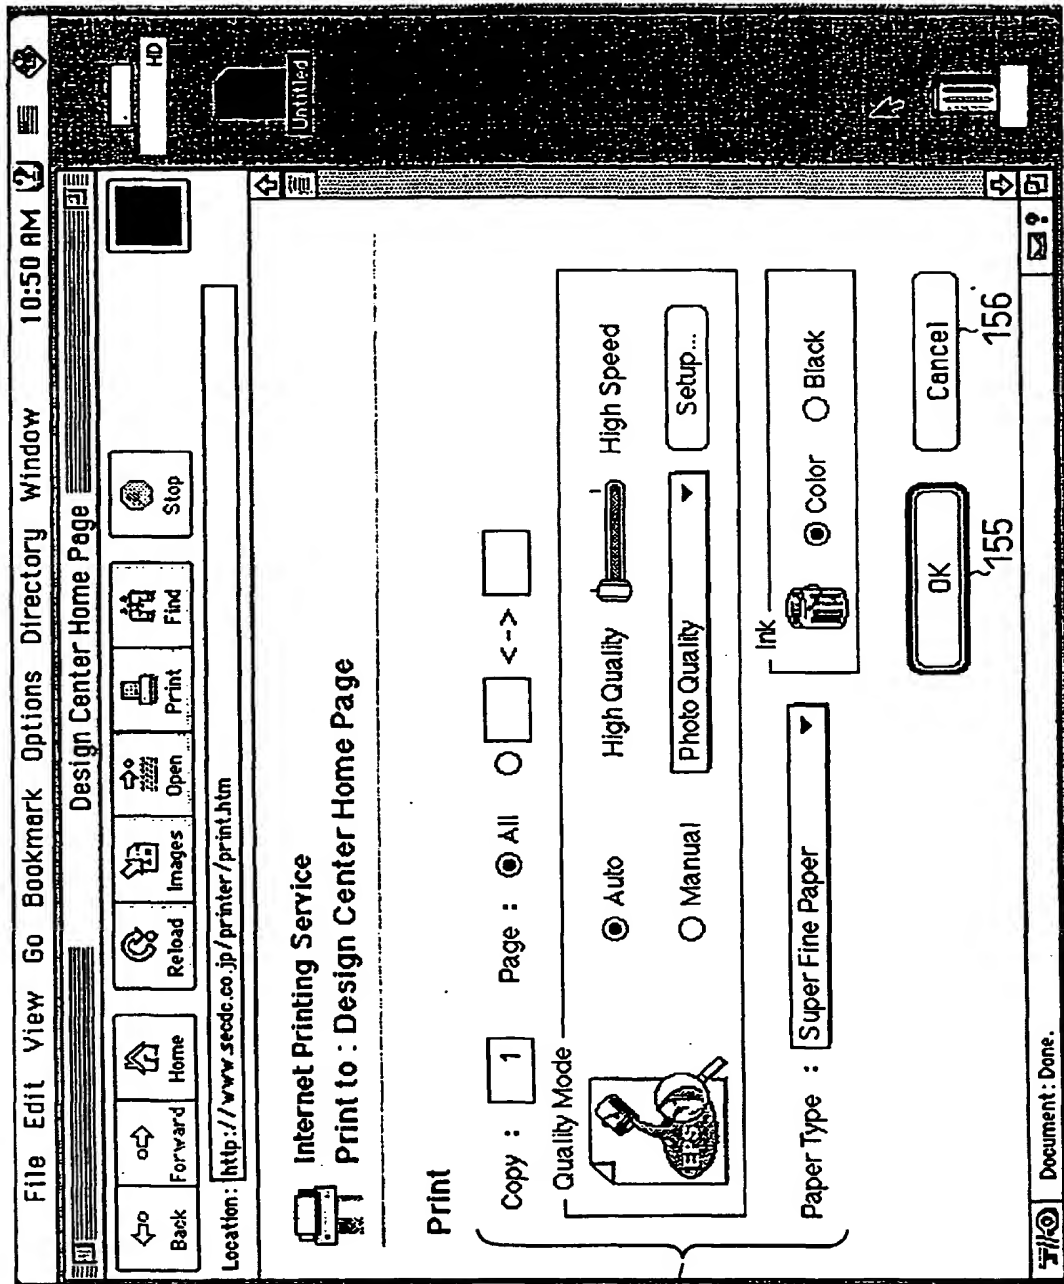 File Edit View Go Bookmark Options Directory Window 10:50 AM
HD
Untitled
Design Center Home Page
Back Forward Home Reload Images Open Print Find Stop
Location: http://www.secdc.co.jp/printer/print.htm
Internet Printing Service
Print to : Design Center Home Page
Print
Copy : 1 Page : All <->
Quality Mode
Auto High Quality High Speed
Manual Photo Quality Setup...
Paper Type : Super Fine Paper
Ink
Color Black
OK Cancel
155 156
Document: Done.